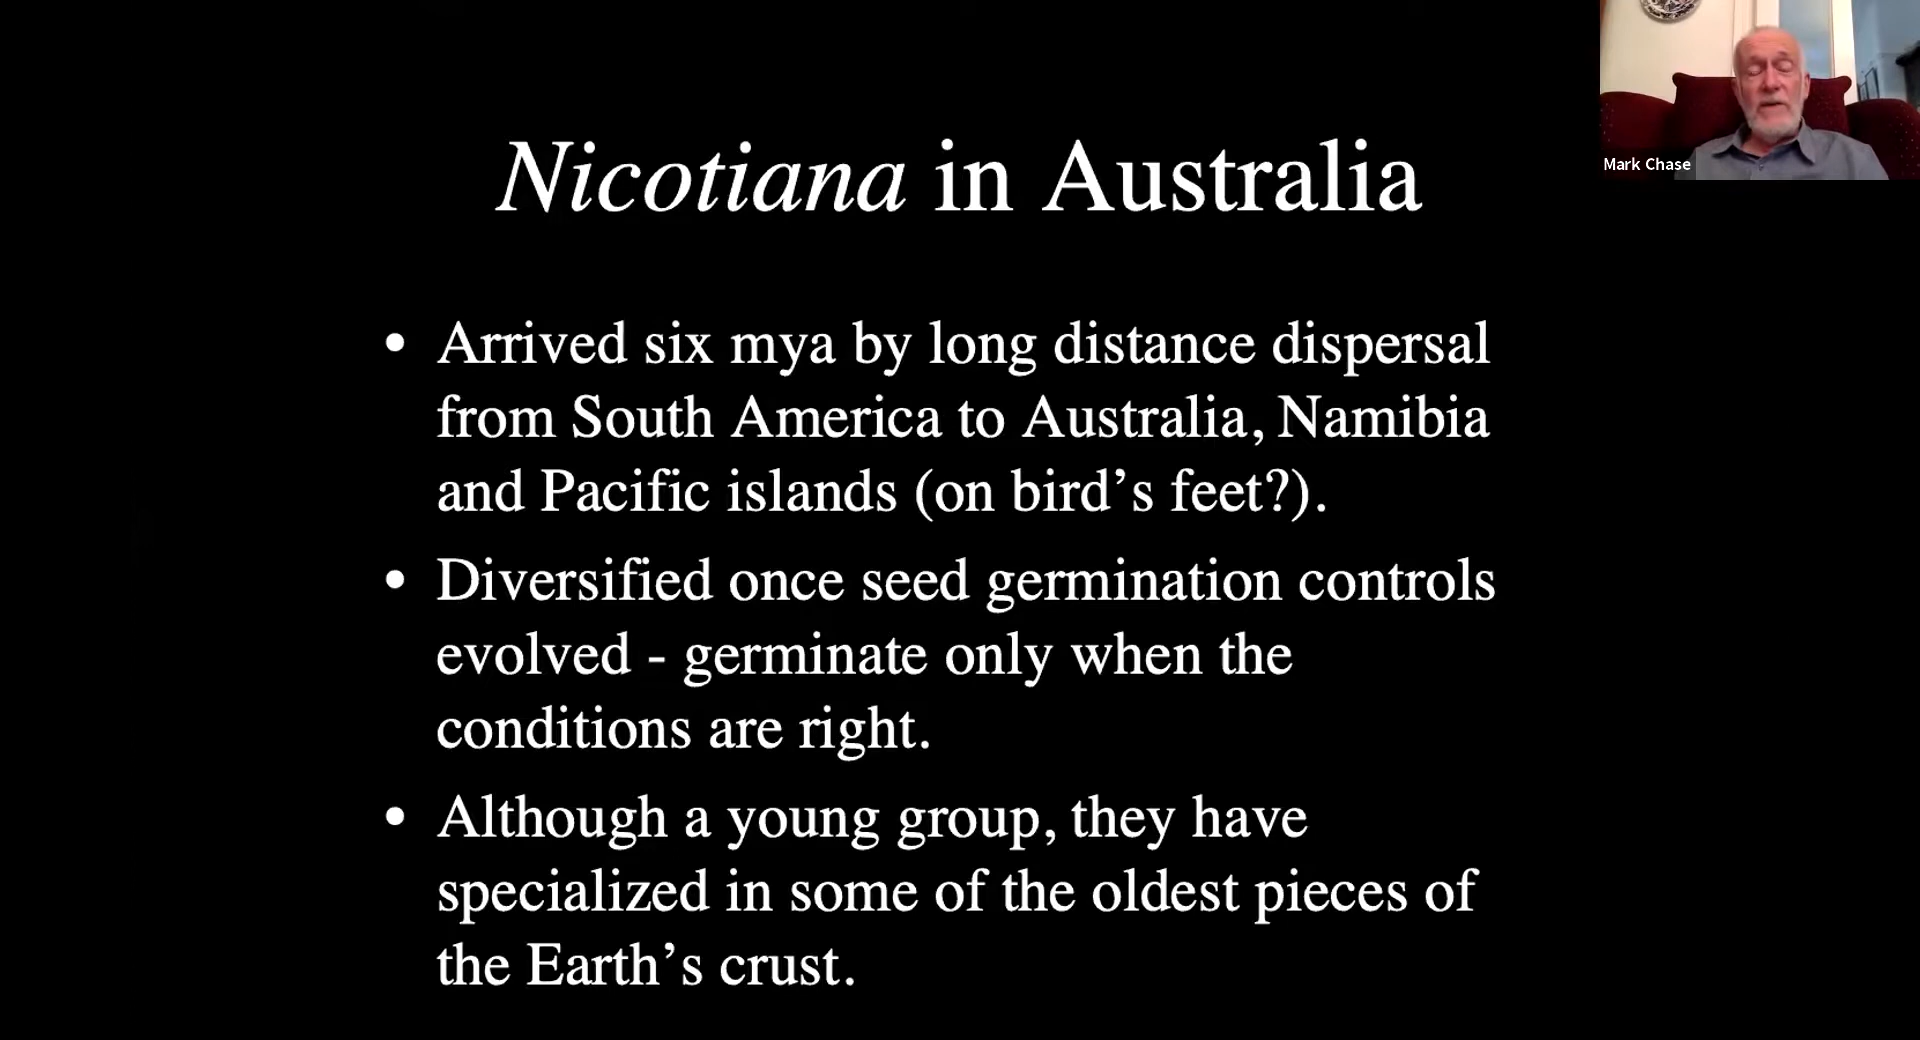 Nicotiana in Australia
Mark Chase
• Arrived six mya by long distance dispersal
from South America to Australia, Namibia
and Pacific islands (on bird’s feet?).
• Diversified once seed germination controls
evolved - germinate only when the
conditions are right.
• Although a young group, they have
specialized in some of the oldest pieces of
the Earth’s crust.